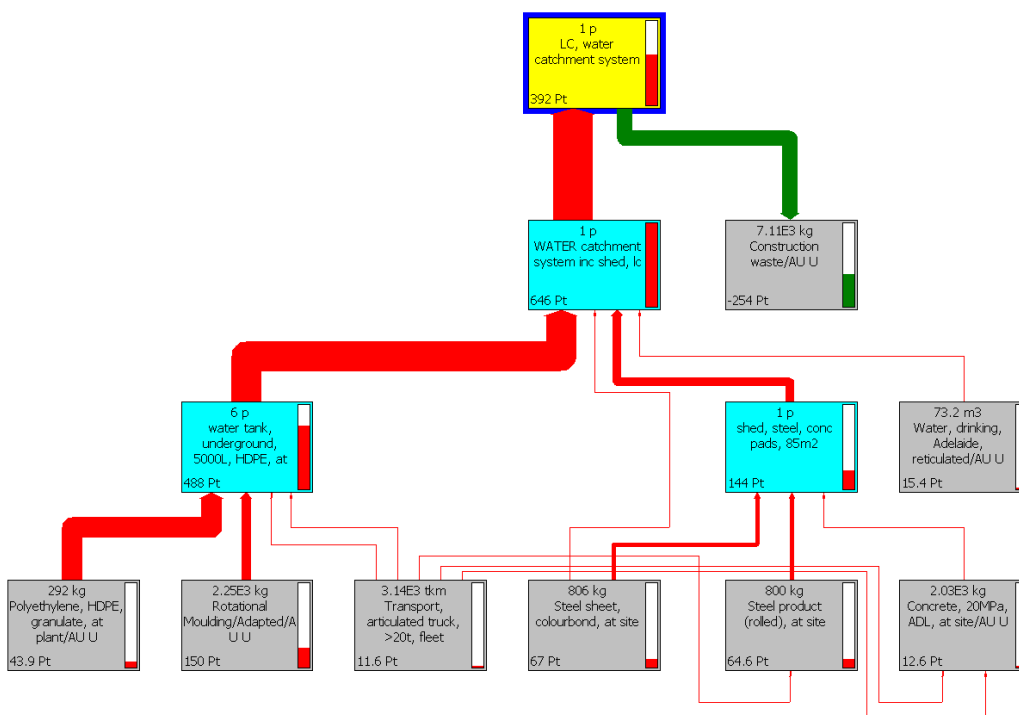 1 p
LC, water
catchment system
392 Pt
1 p
WATER catchment
system inc shed, lc
646 Pt
7.11E3 kg
Construction
waste/AU U
-254 Pt
6 p
water tank,
underground,
5000L, HDPE, at
488 Pt
1 p
shed, steel, conc
pads, 85m2
144 Pt
73.2 m3
Water, drinking,
Adelaide,
reticulated/AU U
15.4 Pt
292 kg
Polyethylene, HDPE,
granulate, at
plant/AU U
43.9 Pt
2.25E3 kg
Rotational
Moulding/Adapted/A
U U
150 Pt
3.14E3 tkm
Transport,
articulated truck,
>20t, fleet
11.6 Pt
806 kg
Steel sheet,
colourbond, at site
67 Pt
800 kg
Steel product
(rolled), at site
64.6 Pt
2.03E3 kg
Concrete, 20MPa,
ADL, at site/AU U
12.6 Pt